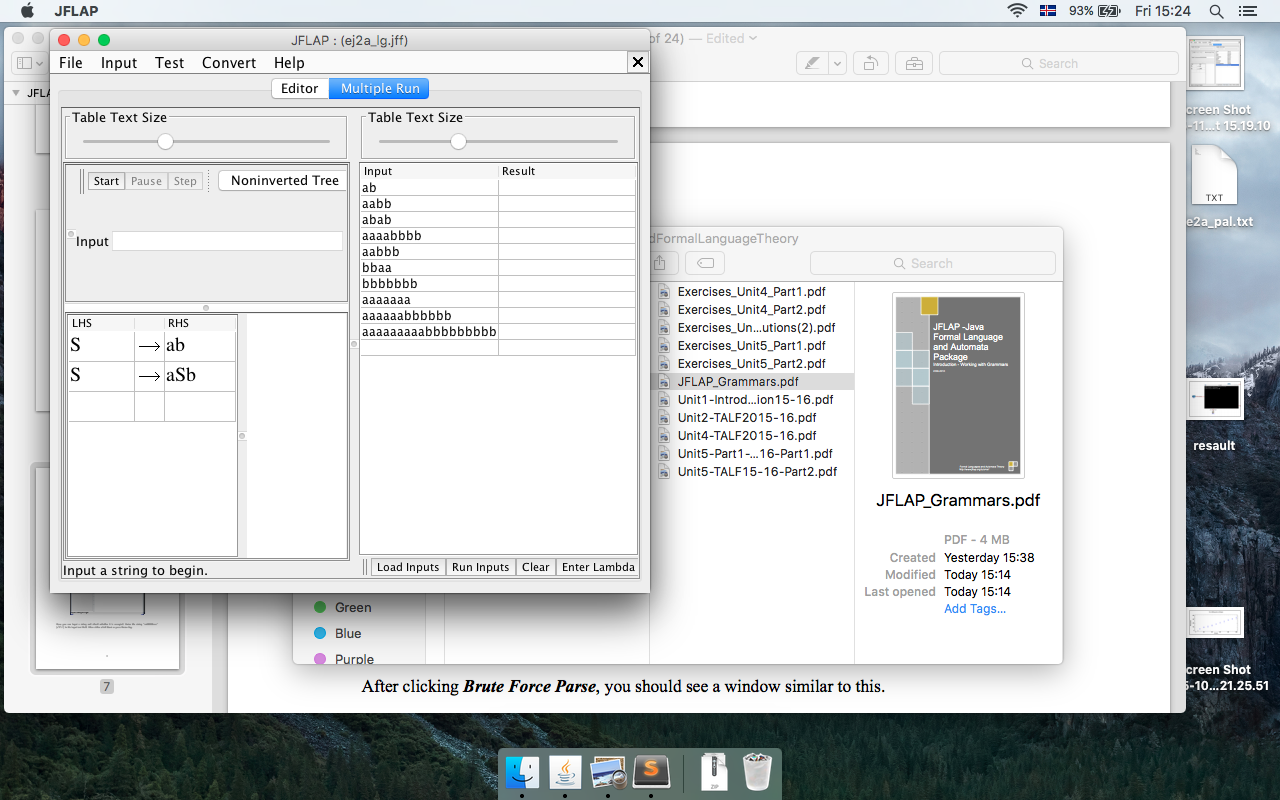 JFLAP
93%
Fri 15:24
JFLAP : (ej2a_lg.jff)
of 24) — Edited
File Input Test Convert Help
Search
Editor Multiple Run
Table Text Size
Table Text Size
Start Pause Step Noninverted Tree
Input
Input Result
ab
aabb
abab
aaaabbbb
aabbb
bbaa
bbbbbbb
aaaaaaa
aaaaaabbbbbb
aaaaaaaaabbbbbbbbb
LHS RHS
S → ab
S → aSb
Input a string to begin.
Load Inputs Run Inputs Clear Enter Lambda
dFormalLanguageTheory
Search
Exercises_Unit4_Part1.pdf
Exercises_Unit4_Part2.pdf
Exercises_Un...utions(2).pdf
Exercises_Unit5_Part1.pdf
Exercises_Unit5_Part2.pdf
JFLAP_Grammars.pdf
Unit1-Introd...ion15-16.pdf
Unit2-TALF2015-16.pdf
Unit4-TALF2015-16.pdf
Unit5-Part1-...16-Part1.pdf
Unit5-TALF15-16-Part2.pdf
JFLAP -Java
Formal Language
and Automata
Package
Introduction - Working with Grammars
JFLAP_Grammars.pdf
PDF - 4 MB
Created Yesterday 15:38
Modified Today 15:14
Last opened Today 15:14
Add Tags...
Green
Blue
Purple
JFLA
7
After clicking Brute Force Parse, you should see a window similar to this.
creen Shot
-11...t 15.19.10
TXT
e2a_pal.txt
resault
creen Shot
5-10...21.25.51
ZIP